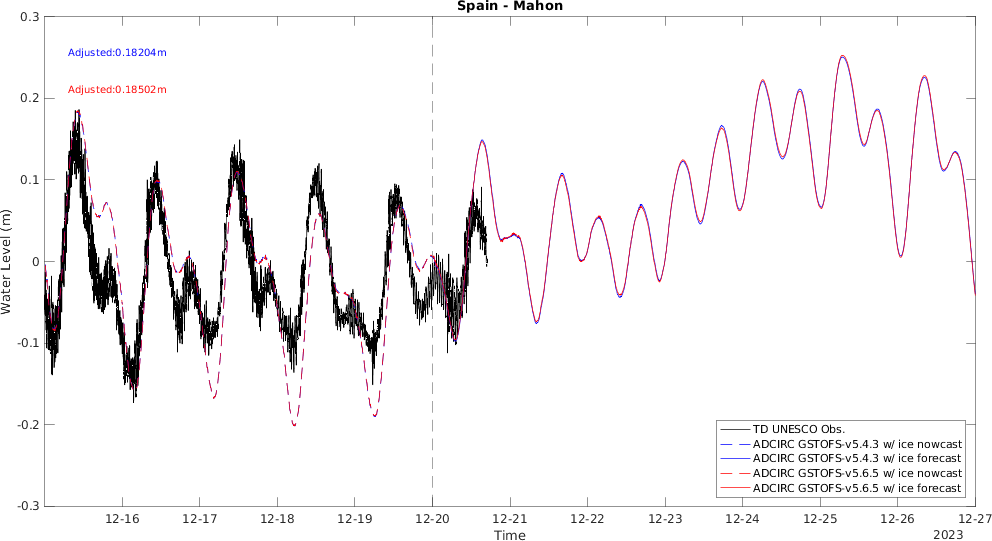 Spain - Mahon
0.3
0.2
0.1
0
-0.1
-0.2
-0.3
Water Level (m)
Adjusted:0.18204m
Adjusted:0.18502m
TD UNESCO Obs.
ADCIRC GSTOFS-v5.4.3 w/ ice nowcast
ADCIRC GSTOFS-v5.4.3 w/ ice forecast
ADCIRC GSTOFS-v5.6.5 w/ ice nowcast
ADCIRC GSTOFS-v5.6.5 w/ ice forecast
12-16 12-17 12-18 12-19 12-20 12-21 12-22 12-23 12-24 12-25 12-26 12-27
Time
2023